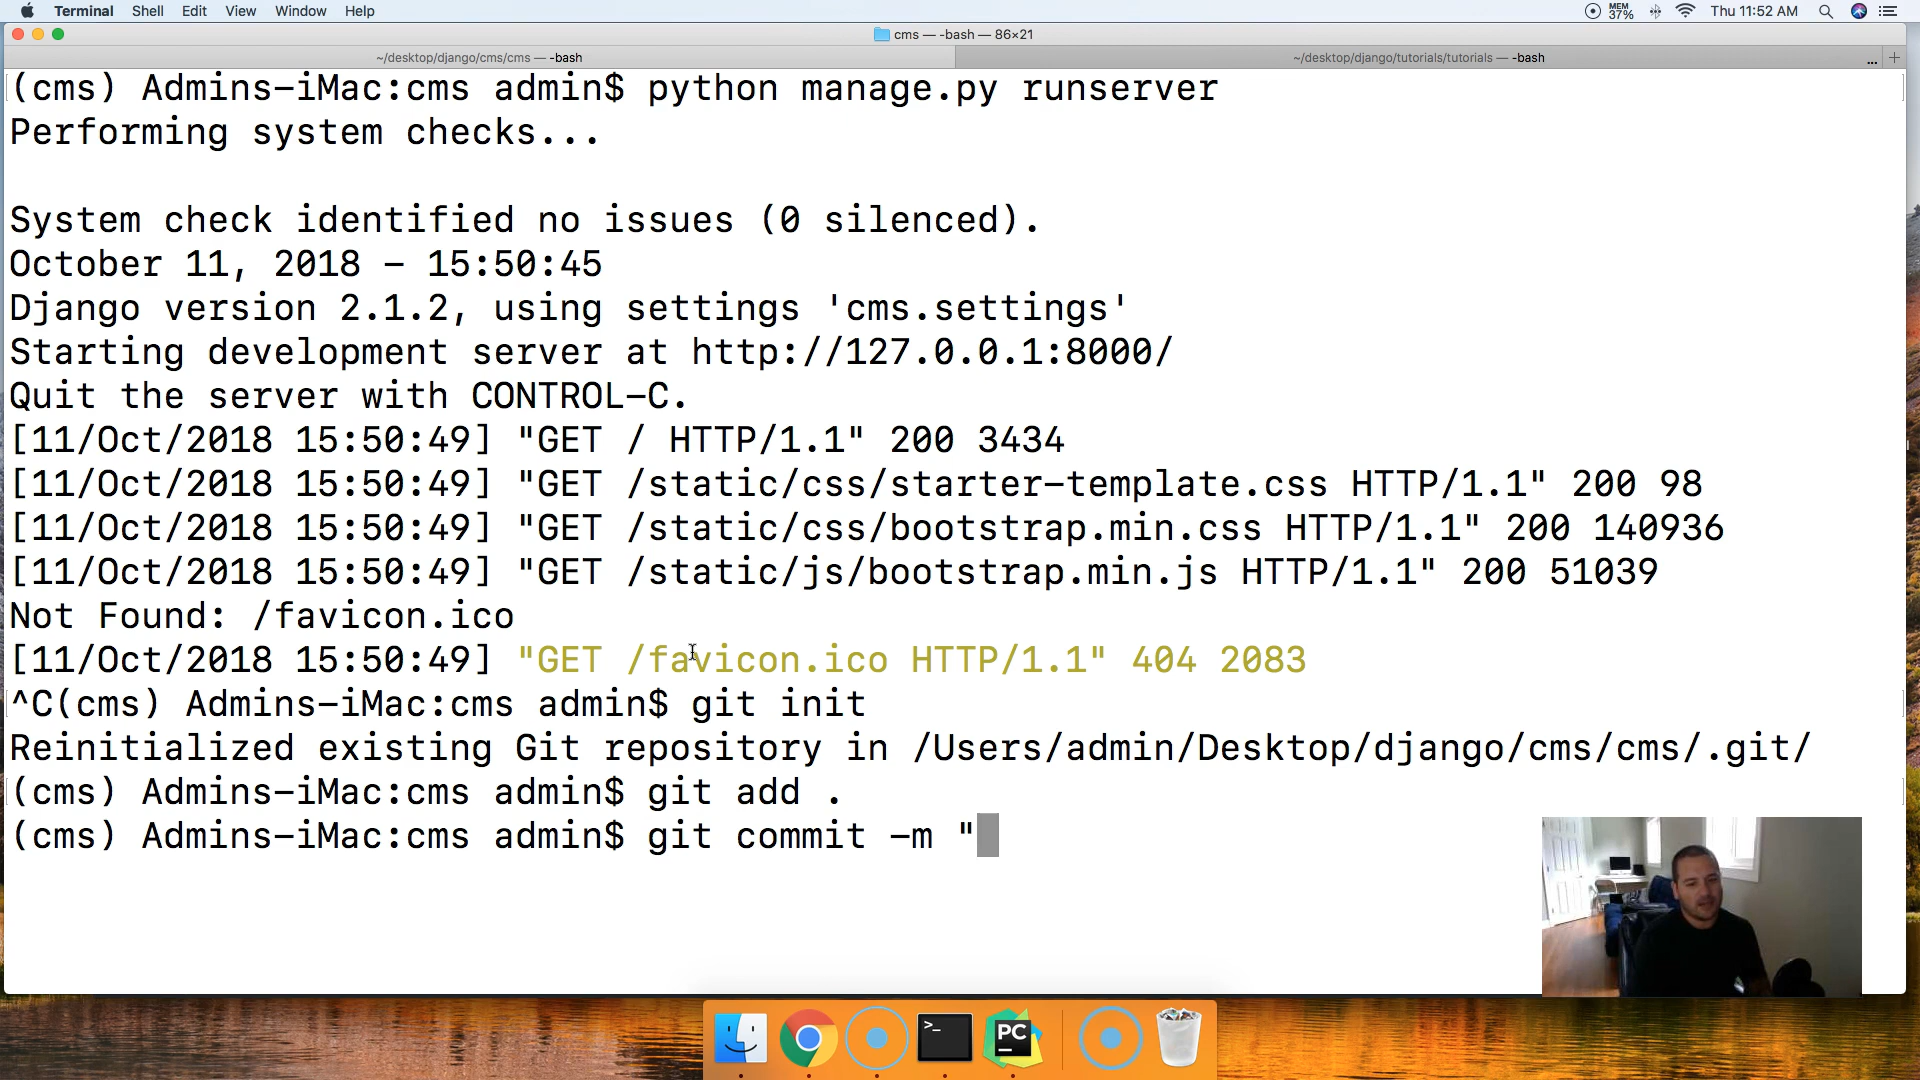 Terminal Shell Edit View Window Help MEM 37% Thu 11:52 AM
cms — -bash — 86×21
~/desktop/django/cms/cms — -bash ~/desktop/django/tutorials/tutorials — -bash ... +
(cms) Admins-iMac:cms admin$ python manage.py runserver
Performing system checks...
System check identified no issues (0 silenced).
October 11, 2018 - 15:50:45
Django version 2.1.2, using settings 'cms.settings'
Starting development server at http://127.0.0.1:8000/
Quit the server with CONTROL-C.
[11/Oct/2018 15:50:49] "GET / HTTP/1.1" 200 3434
[11/Oct/2018 15:50:49] "GET /static/css/starter-template.css HTTP/1.1" 200 98
[11/Oct/2018 15:50:49] "GET /static/css/bootstrap.min.css HTTP/1.1" 200 140936
[11/Oct/2018 15:50:49] "GET /static/js/bootstrap.min.js HTTP/1.1" 200 51039
Not Found: /favicon.ico
[11/Oct/2018 15:50:49] "GET /favicon.ico HTTP/1.1" 404 2083
^C(cms) Admins-iMac:cms admin$ git init
Reinitialized existing Git repository in /Users/admin/Desktop/django/cms/cms/.git/
(cms) Admins-iMac:cms admin$ git add .
(cms) Admins-iMac:cms admin$ git commit -m "
>_ PC